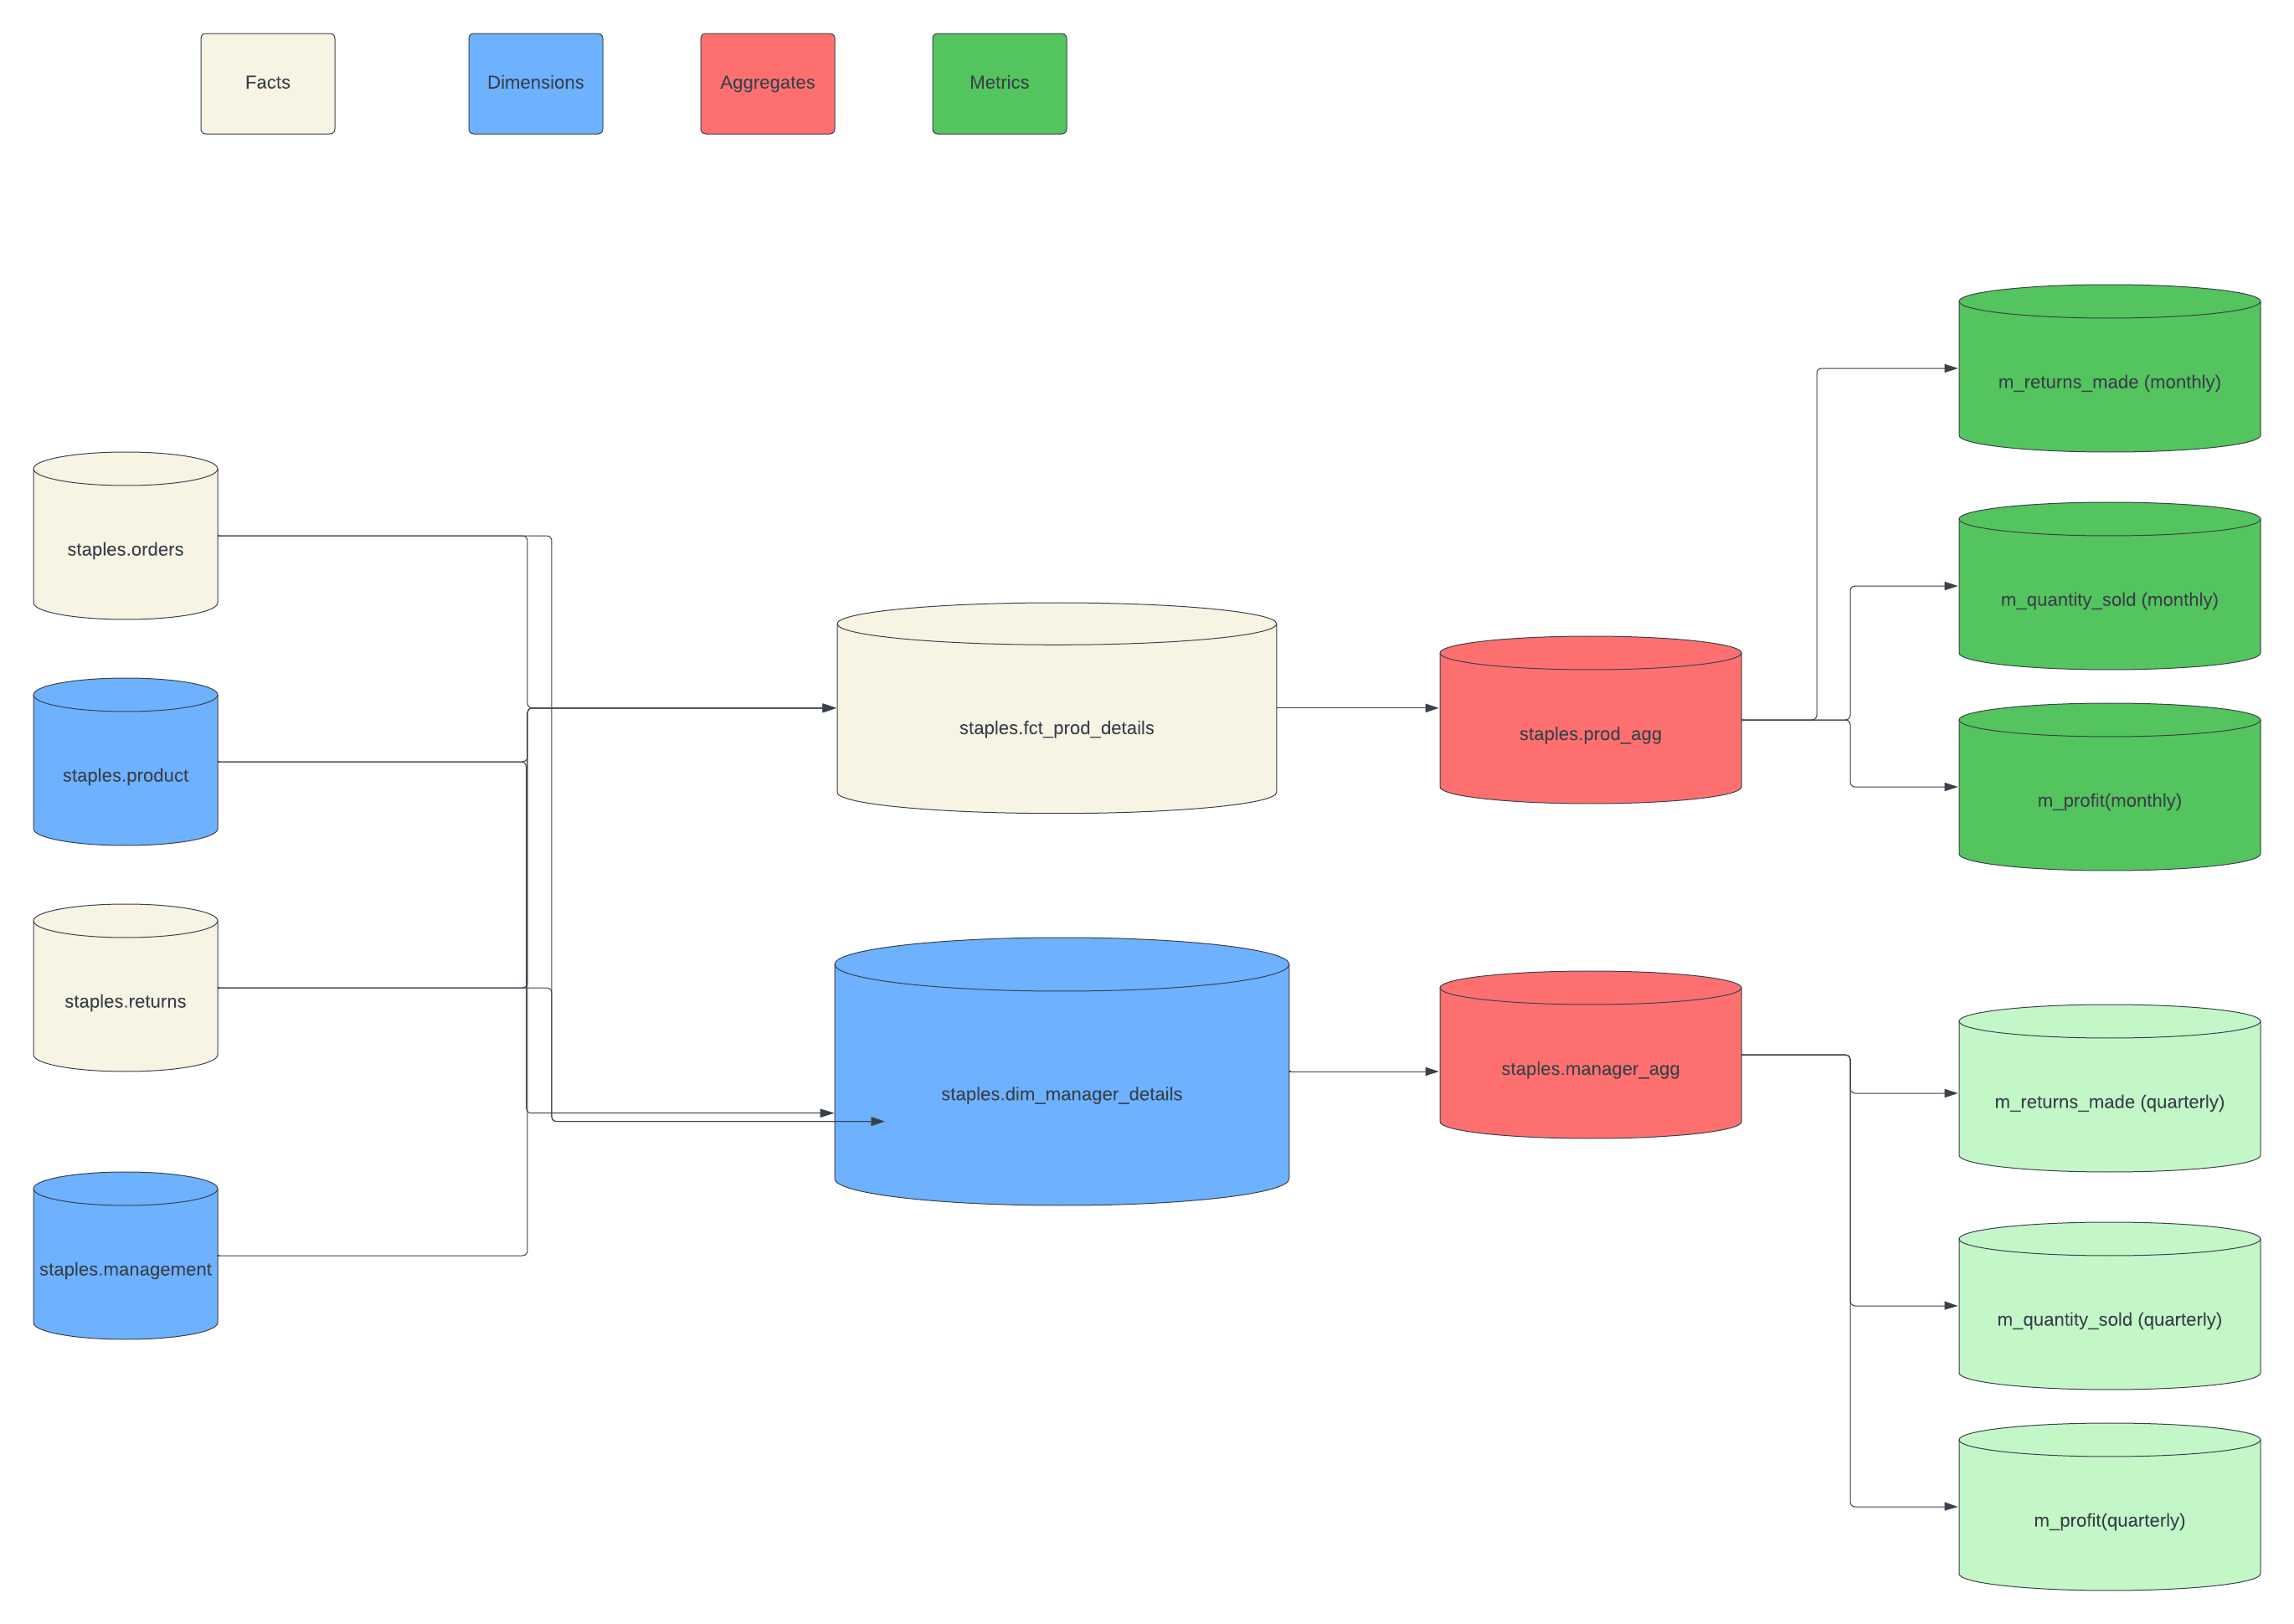 Facts
Dimensions
Aggregates
Metrics
m_returns_made (monthly)
staples.orders
m_quantity_sold (monthly)
staples.fct_prod_details
staples.prod_agg
staples.product
m_profit(monthly)
staples.returns
staples.dim_manager_details
staples.manager_agg
m_returns_made (quarterly)
staples.management
m_quantity_sold (quarterly)
m_profit(quarterly)